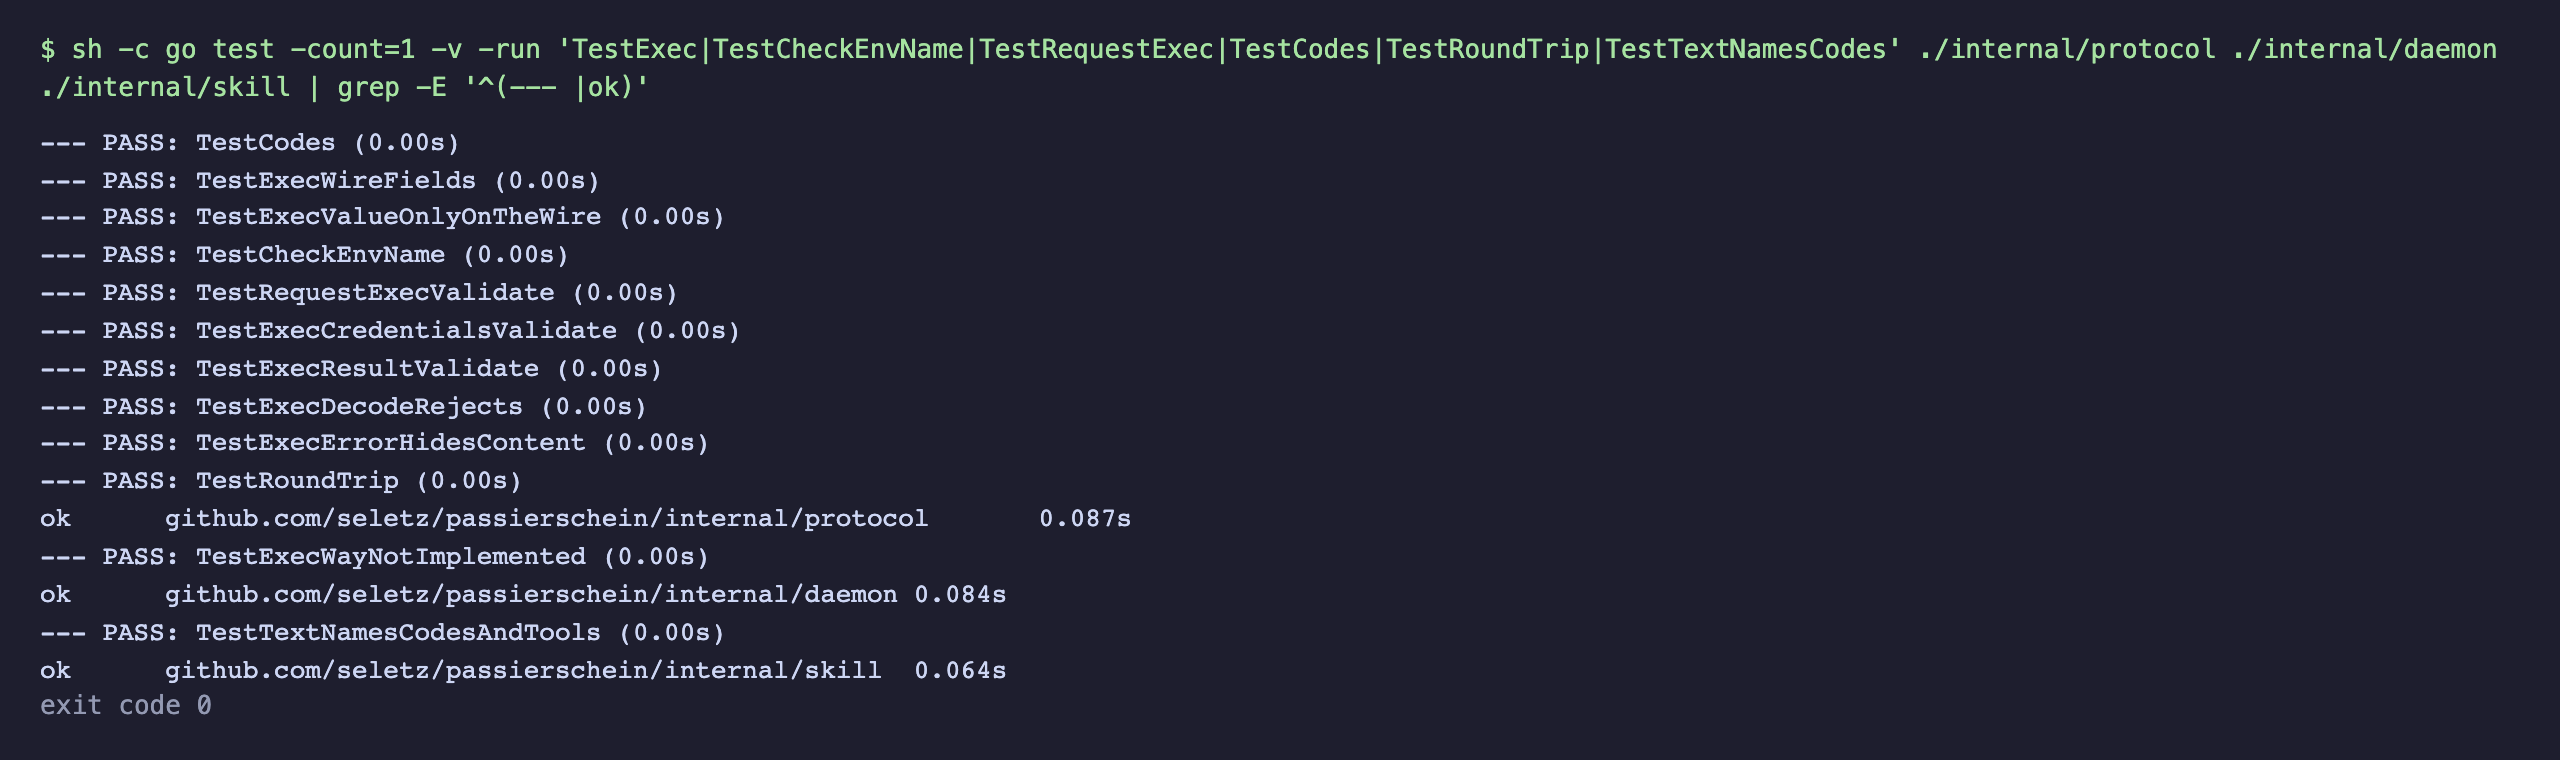 $ sh -c go test -count=1 -v -run 'TestExec|TestCheckEnvName|TestRequestExec|TestCodes|TestRoundTrip|TestTextNamesCodes' ./internal/protocol ./internal/daemon
./internal/skill | grep -E '^(--- |ok)'
--- PASS: TestCodes (0.00s)
--- PASS: TestExecWireFields (0.00s)
--- PASS: TestExecValueOnlyOnTheWire (0.00s)
--- PASS: TestCheckEnvName (0.00s)
--- PASS: TestRequestExecValidate (0.00s)
--- PASS: TestExecCredentialsValidate (0.00s)
--- PASS: TestExecResultValidate (0.00s)
--- PASS: TestExecDecodeRejects (0.00s)
--- PASS: TestExecErrorHidesContent (0.00s)
--- PASS: TestRoundTrip (0.00s)
ok      github.com/seletz/passierschein/internal/protocol       0.087s
--- PASS: TestExecWayNotImplemented (0.00s)
ok      github.com/seletz/passierschein/internal/daemon 0.084s
--- PASS: TestTextNamesCodesAndTools (0.00s)
ok      github.com/seletz/passierschein/internal/skill  0.064s
exit code 0